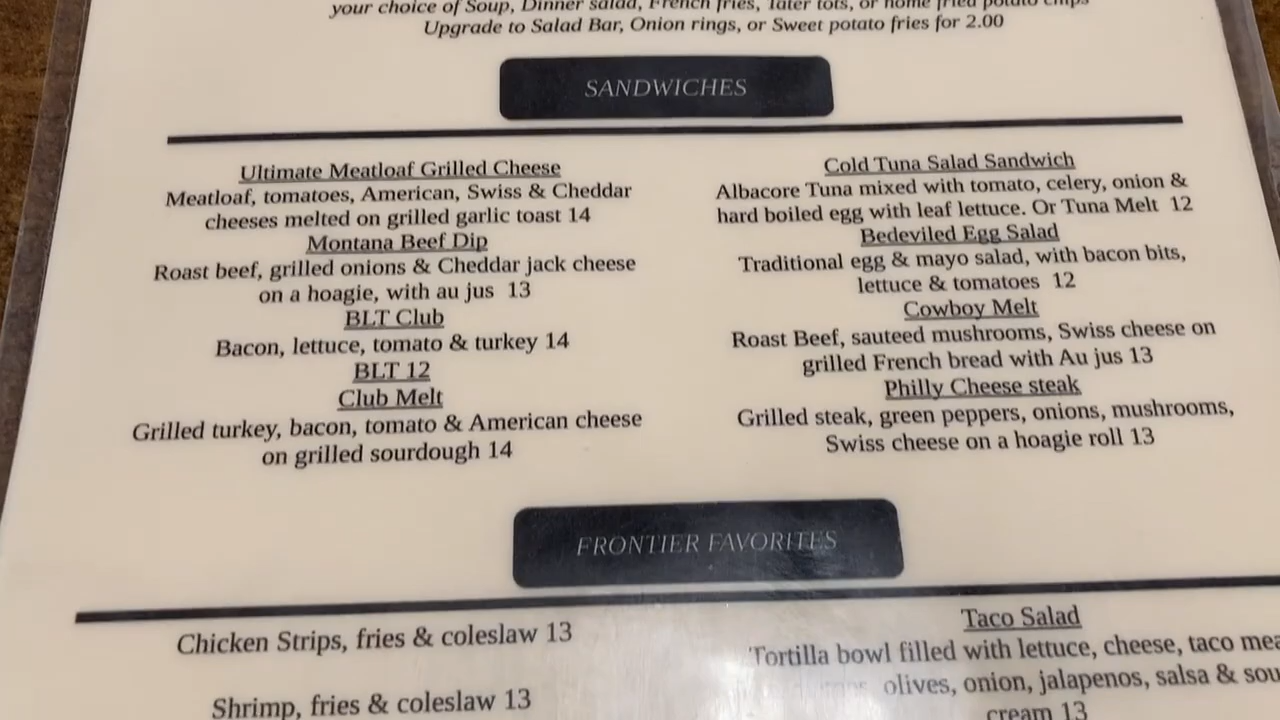 your choice of Soup, Dinner salad, French fries, Tater tots, or home fried potato chips
Upgrade to Salad Bar, Onion rings, or Sweet potato fries for 2.00
SANDWICHES
Ultimate Meatloaf Grilled Cheese
Meatloaf, tomatoes, American, Swiss & Cheddar
cheeses melted on grilled garlic toast 14
Montana Beef Dip
Roast beef, grilled onions & Cheddar jack cheese
on a hoagie, with au jus 13
BLT Club
Bacon, lettuce, tomato & turkey 14
BLT 12
Club Melt
Grilled turkey, bacon, tomato & American cheese
on grilled sourdough 14
Cold Tuna Salad Sandwich
Albacore Tuna mixed with tomato, celery, onion &
hard boiled egg with leaf lettuce. Or Tuna Melt 12
Bedeviled Egg Salad
Traditional egg & mayo salad, with bacon bits,
lettuce & tomatoes 12
Cowboy Melt
Roast Beef, sauteed mushrooms, Swiss cheese on
grilled French bread with Au jus 13
Philly Cheese steak
Grilled steak, green peppers, onions, mushrooms,
Swiss cheese on a hoagie roll 13
FRONTIER FAVORITES
Chicken Strips, fries & coleslaw 13
Shrimp, fries & coleslaw 13
Taco Salad
Tortilla bowl filled with lettuce, cheese, taco
olives, onion, jalapenos, salsa &
cream 13